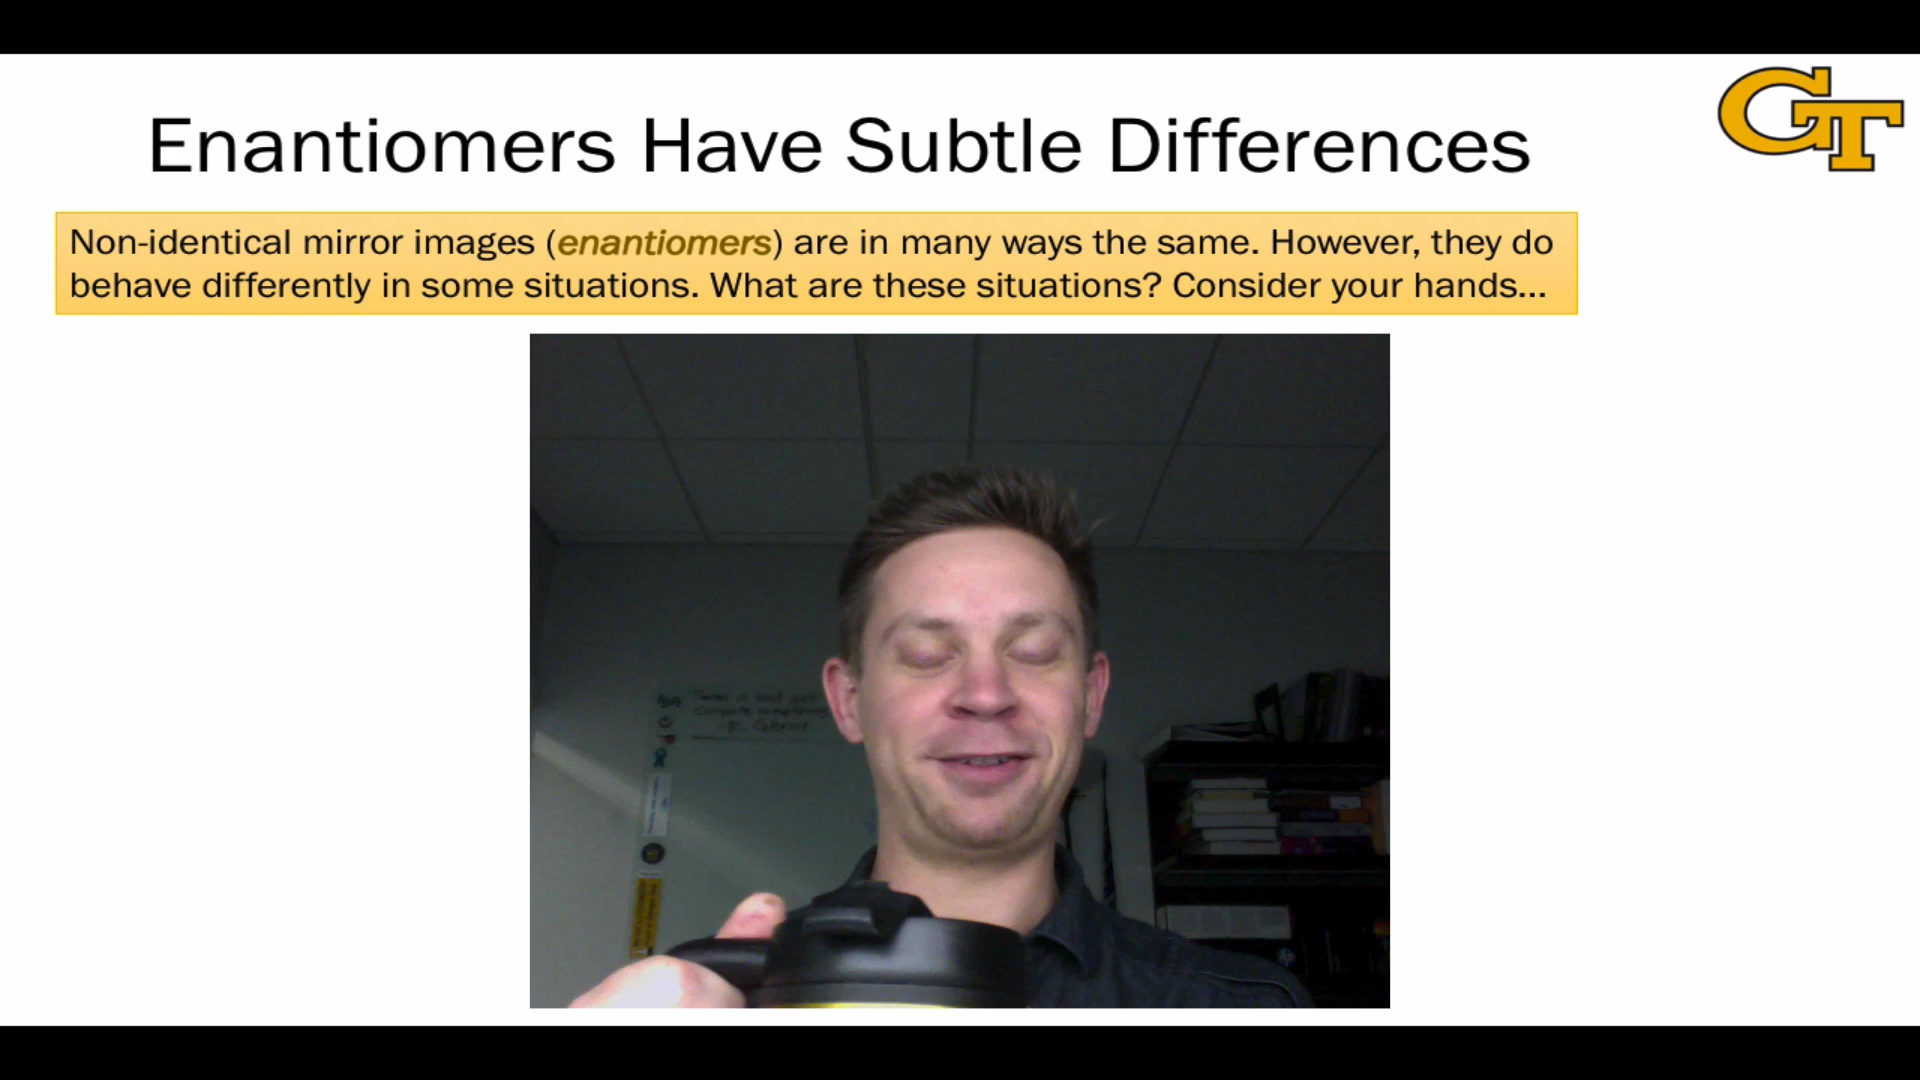 GT
Enantiomers Have Subtle Differences
Non-identical mirror images (enantiomers) are in many ways the same. However, they do
behave differently in some situations. What are these situations? Consider your hands...